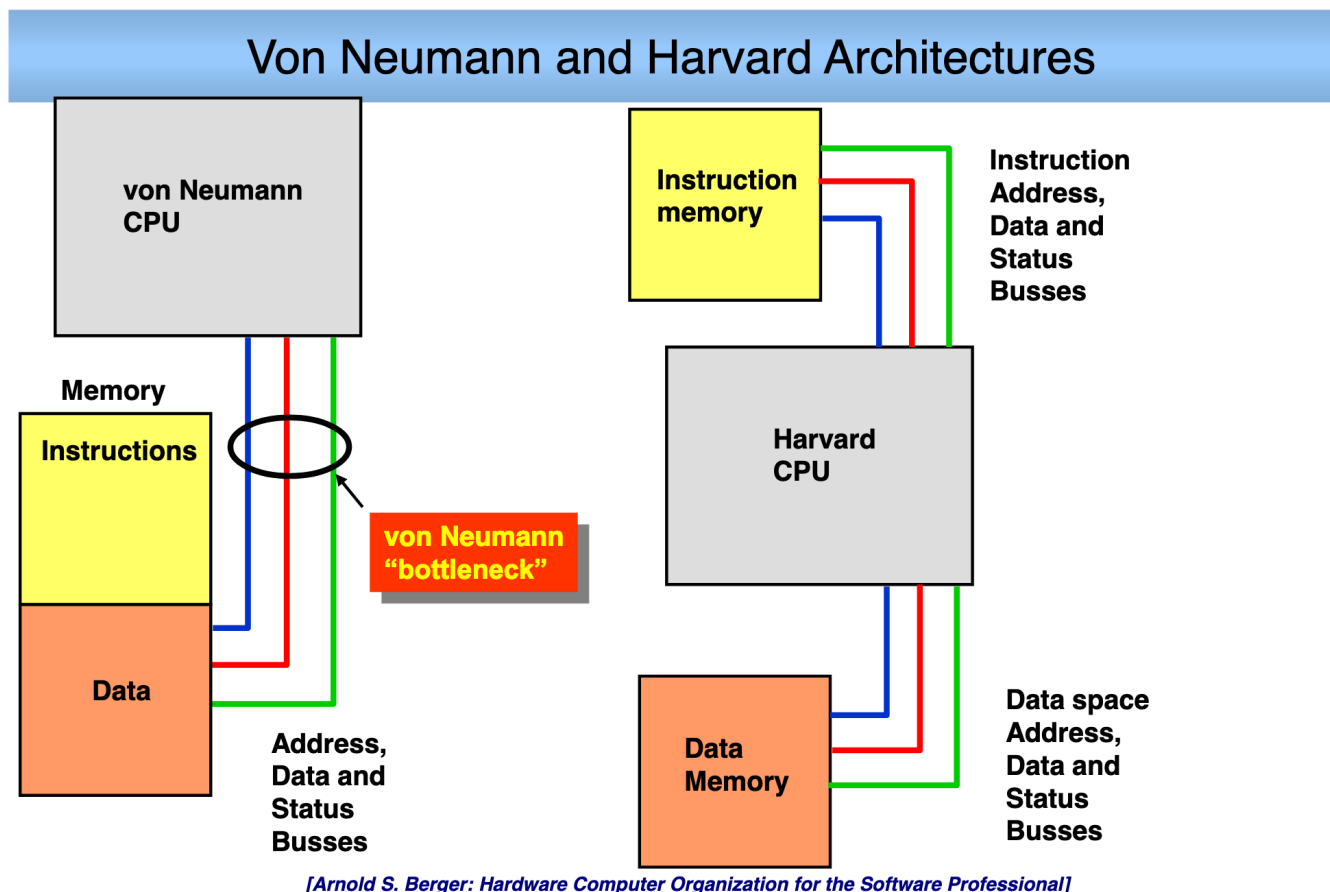 Von Neumann and Harvard Architectures
von Neumann
CPU
Memory
Instructions
Data
von Neumann
“bottleneck”
Address,
Data and
Status
Busses
Instruction
memory
Instruction
Address,
Data and
Status
Busses
Harvard
CPU
Data
Memory
Data space
Address,
Data and
Status
Busses
[Arnold S. Berger: Hardware Computer Organization for the Software Professional]